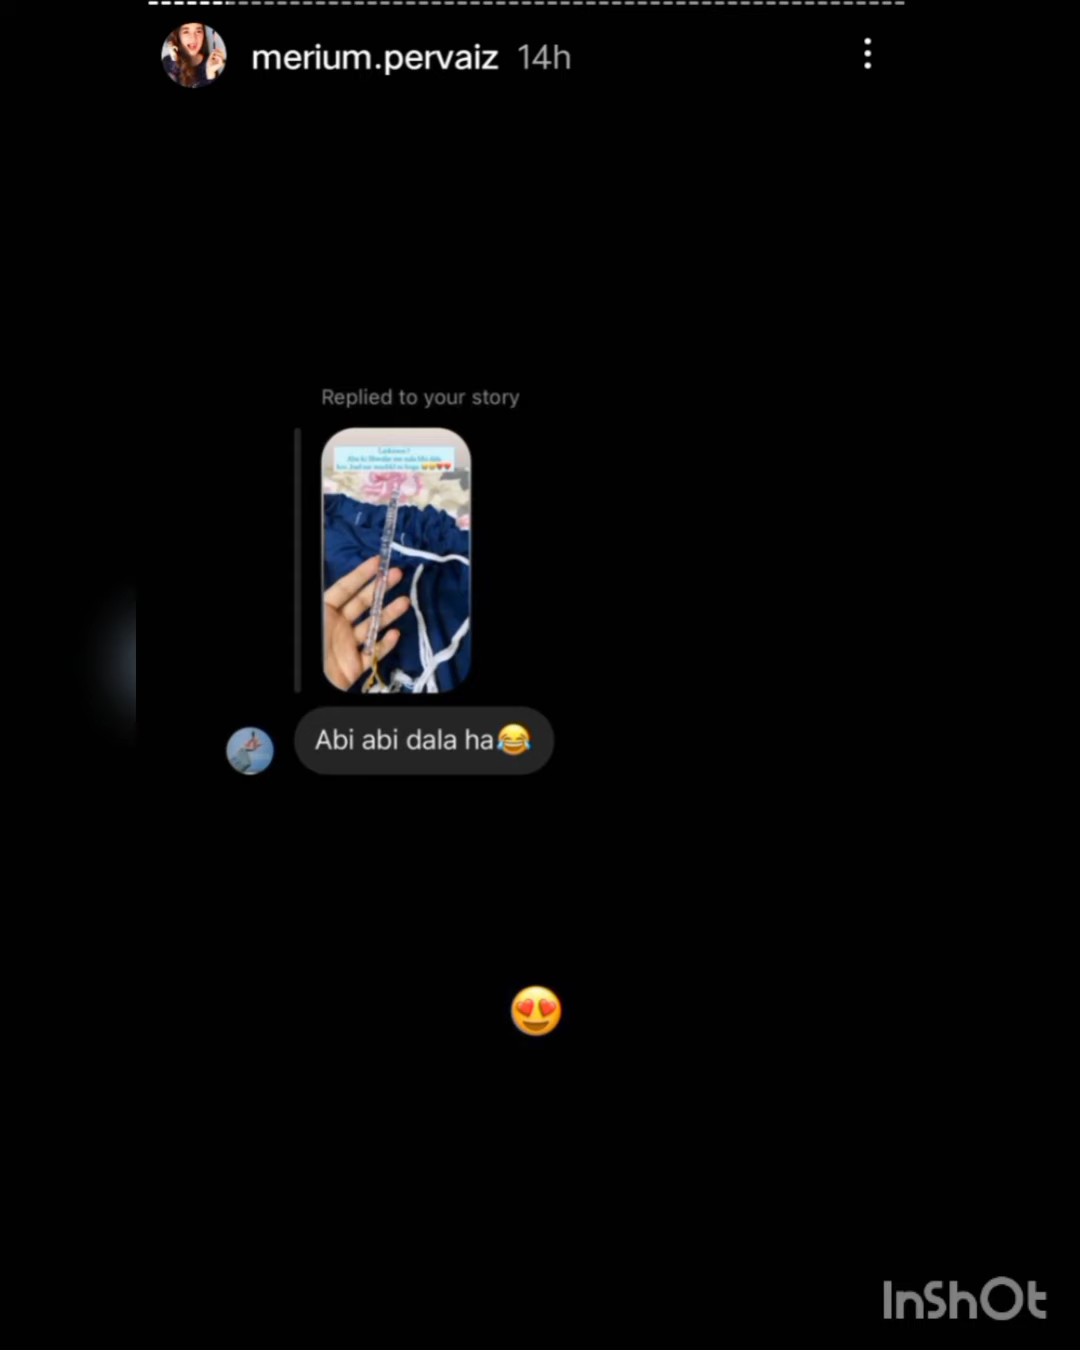 merium.pervaiz 14h
Replied to your story
Abi abi dala ha😂
😍
InShOt